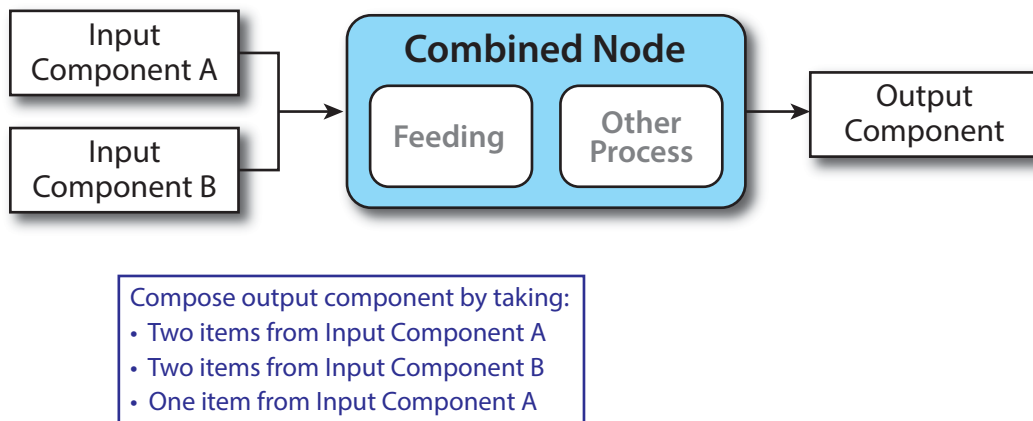 Input
Component A
Input
Component B
Combined Node
Feeding
Other
Process
Output
Component
Compose output component by taking:
• Two items from Input Component A
• Two items from Input Component B
• One item from Input Component A